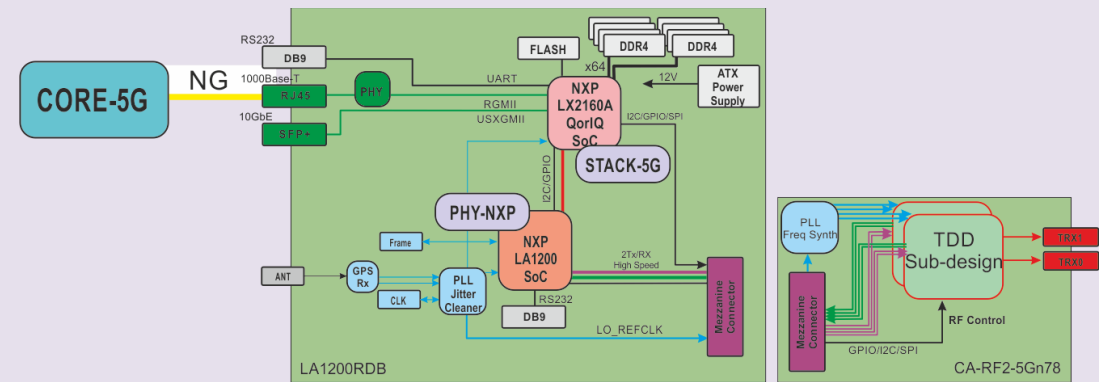 RS232
DB9
FLASH
DDR4
DDR4
x64
12V
ATX
Power
Supply
CORE-5G
NG
1000Base-T
RJ45
PHY
UART
RGMII
USXGMII
10GbE
SFP+
NXP
LX2160A
QorIQ
SoC
I2C/GPIO/SPI
STACK-5G
I2C/GPIO
PHY-NXP
NXP
LA1200
SoC
Frame
ANT
GPS
Rx
CLK
PLL
Jitter
Cleaner
2Tx/RX
High Speed
RS232
DB9
LO_REFCLK
Mezzanine
Connector
LA1200RDB
PLL
Freq Synth
TDD
Sub-design
TRX1
TRX0
Mezzanine
Connector
RF Control
GPIO/I2C/SPI
CA-RF2-5Gn78